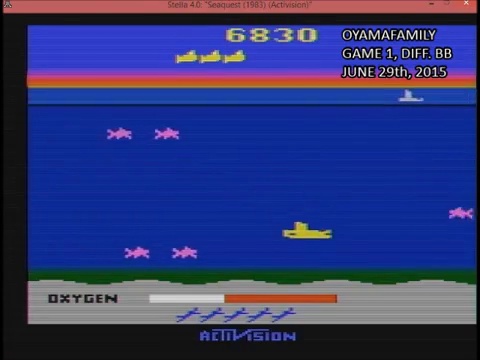 Stella 4.0: "Seaquest (1983) (Activision)"
6830
OYAMAFAMILY
GAME 1, DIFF. BB
JUNE 29th, 2015
OXYGEN
ACTIVISION